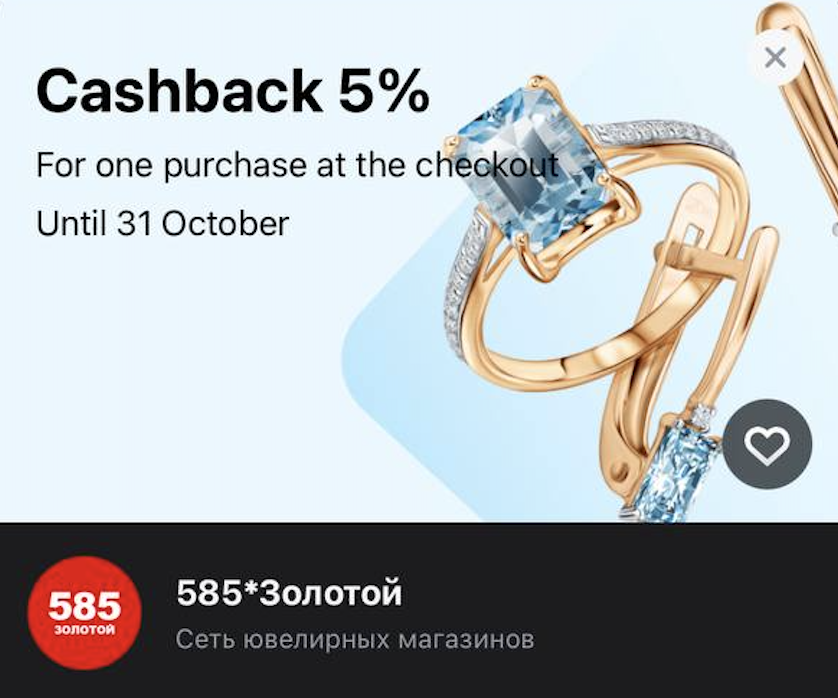 Cashback 5%
For one purchase at the checkout
Until 31 October
585
ЗОЛОТОЙ
585*Золотой
Сеть ювелирных магазинов